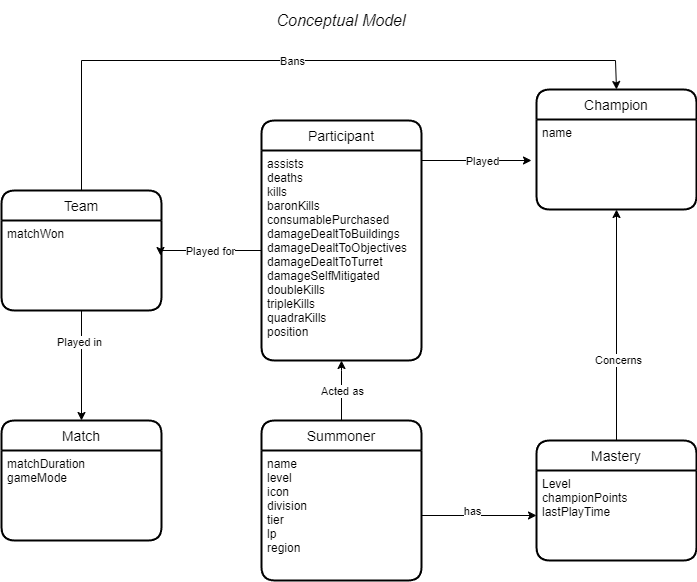 Conceptual Model
Bans
Champion
name
Participant
assists
deaths
kills
baronKills
consumablePurchased
damageDealtToBuildings
damageDealtToObjectives
damageDealtToTurret
damageSelfMitigated
doubleKills
tripleKills
quadraKills
position
Played
Team
matchWon
Played for
Played in
Acted as
Concerns
Match
matchDuration
gameMode
Summoner
name
level
icon
division
tier
lp
region
has
Mastery
Level
championPoints
lastPlayTime